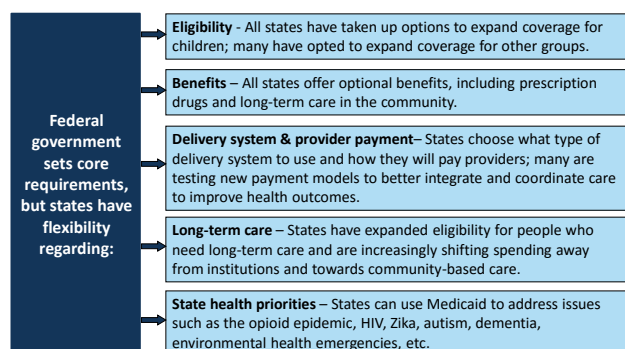 Federal
government
sets core
requirements,
but states have
flexibility
regarding:
Eligibility - All states have taken up options to expand coverage for
children; many have opted to expand coverage for other groups.
Benefits – All states offer optional benefits, including prescription
drugs and long-term care in the community.
Delivery system & provider payment– States choose what type of
delivery system to use and how they will pay providers; many are
testing new payment models to better integrate and coordinate care
to improve health outcomes.
Long-term care – States have expanded eligibility for people who
need long-term care and are increasingly shifting spending away
from institutions and towards community-based care.
State health priorities – States can use Medicaid to address issues
such as the opioid epidemic, HIV, Zika, autism, dementia,
environmental health emergencies, etc.